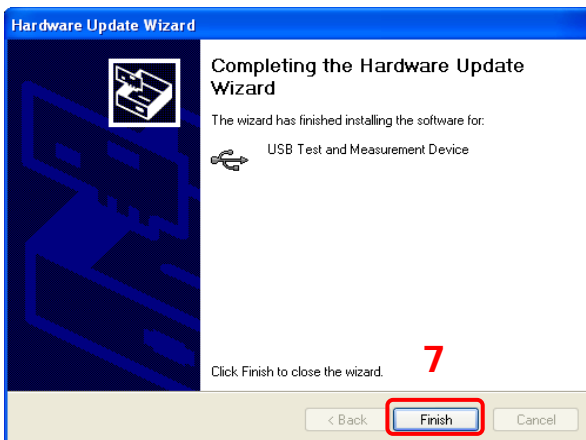 Hardware Update Wizard
Completing the Hardware Update
Wizard
The wizard has finished installing the software for:
USB Test and Measurement Device
7
Click Finish to close the wizard.
< Back Finish Cancel